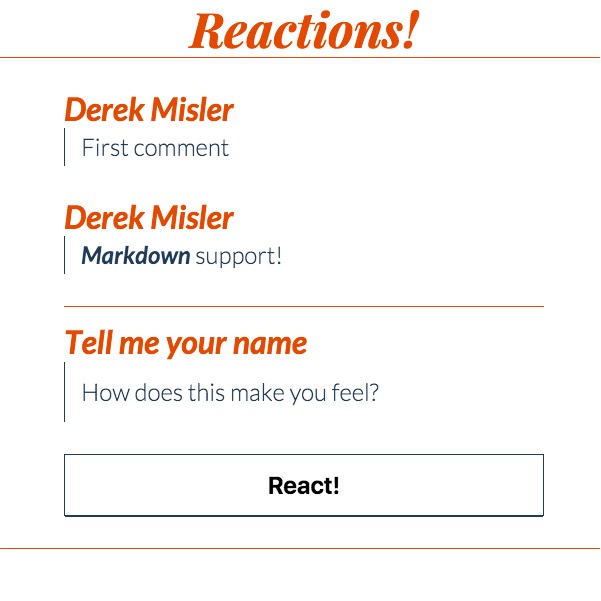 Reactions!
Derek Misler
First comment
Derek Misler
Markdown support!
Tell me your name
How does this make you feel?
React!